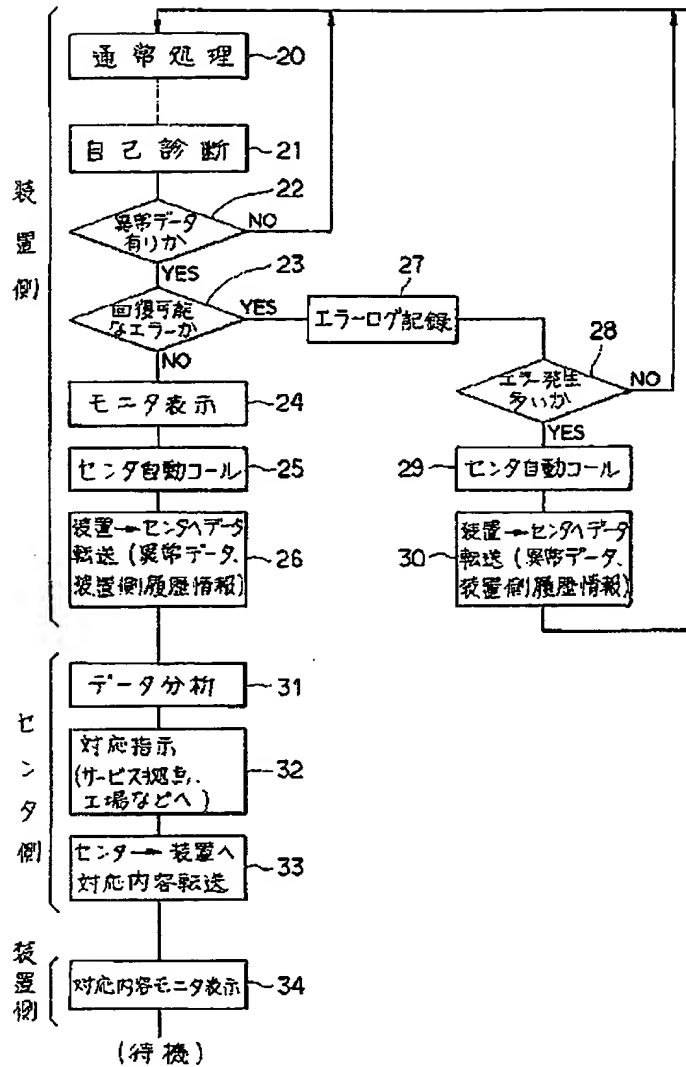 通常処理
20
自己診断
21
22
異常データ
有りか
NO
YES
23
回復可能
なエラーか
YES
NO
27
エラーログ記録
28
エラー発生
多いか
NO
YES
モニタ表示
24
センタ自動コール
25
29
センタ自動コール
装置→センタへデータ
転送(異常データ、
装置側履歴情報)
26
30
装置→センタへデータ
転送(異常データ、
装置側履歴情報)
装置側
データ分析
31
対応指示
(サービス拠点、
工場などへ)
32
センタ→装置へ
対応内容転送
33
センタ側
対応内容モニタ表示
34
装置側
(待機)